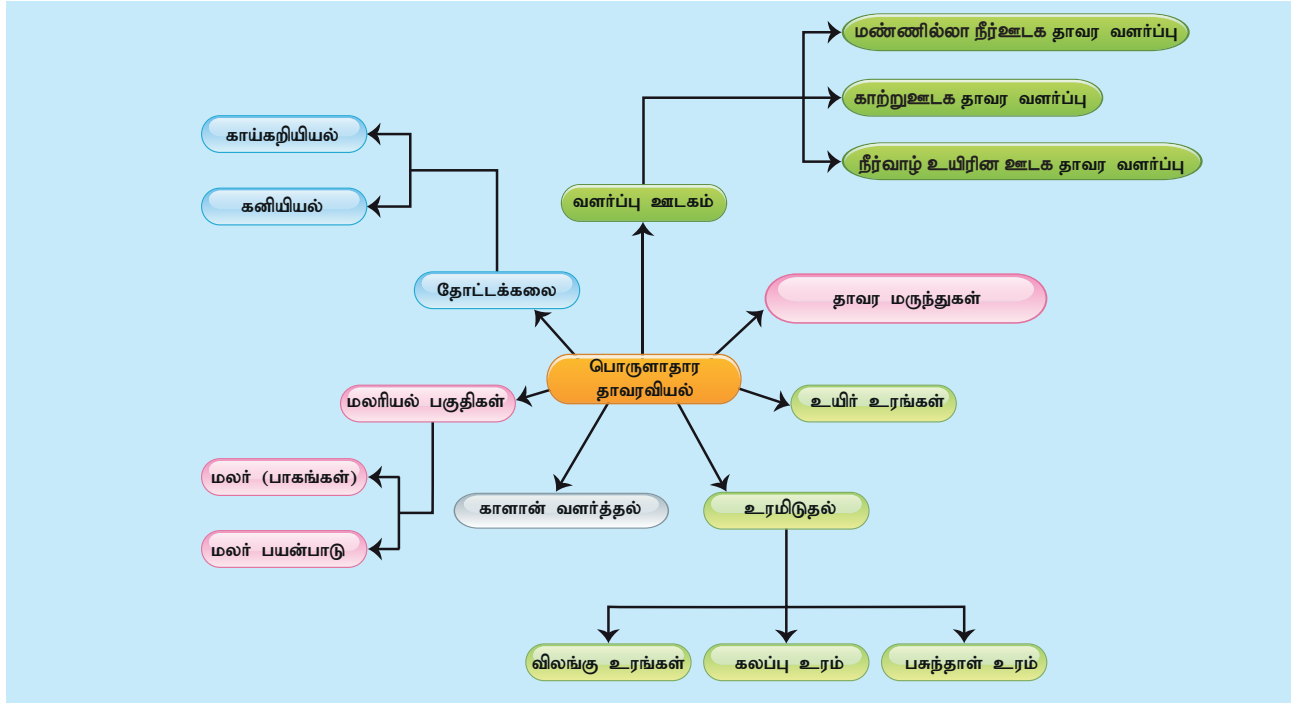 மண்ணில்லா நீர்ஊடக தாவர வளர்ப்பு
காற்றுஊடக தாவர வளர்ப்பு
காய்கறியியல்
நீர்வாழ் உயிரின ஊடக தாவர வளர்ப்பு
கனியியல்
வளர்ப்பு ஊடகம்
தோட்டக்கலை
தாவர மருந்துகள்
பொருளாதார
தாவரவியல்
மலரியல் பகுதிகள்
உயிர் உரங்கள்
மலர் (பாகங்கள்)
காளான் வளர்த்தல்
உரமிடுதல்
மலர் பயன்பாடு
விலங்கு உரங்கள்
கலப்பு உரம்
பசுந்தாள் உரம்